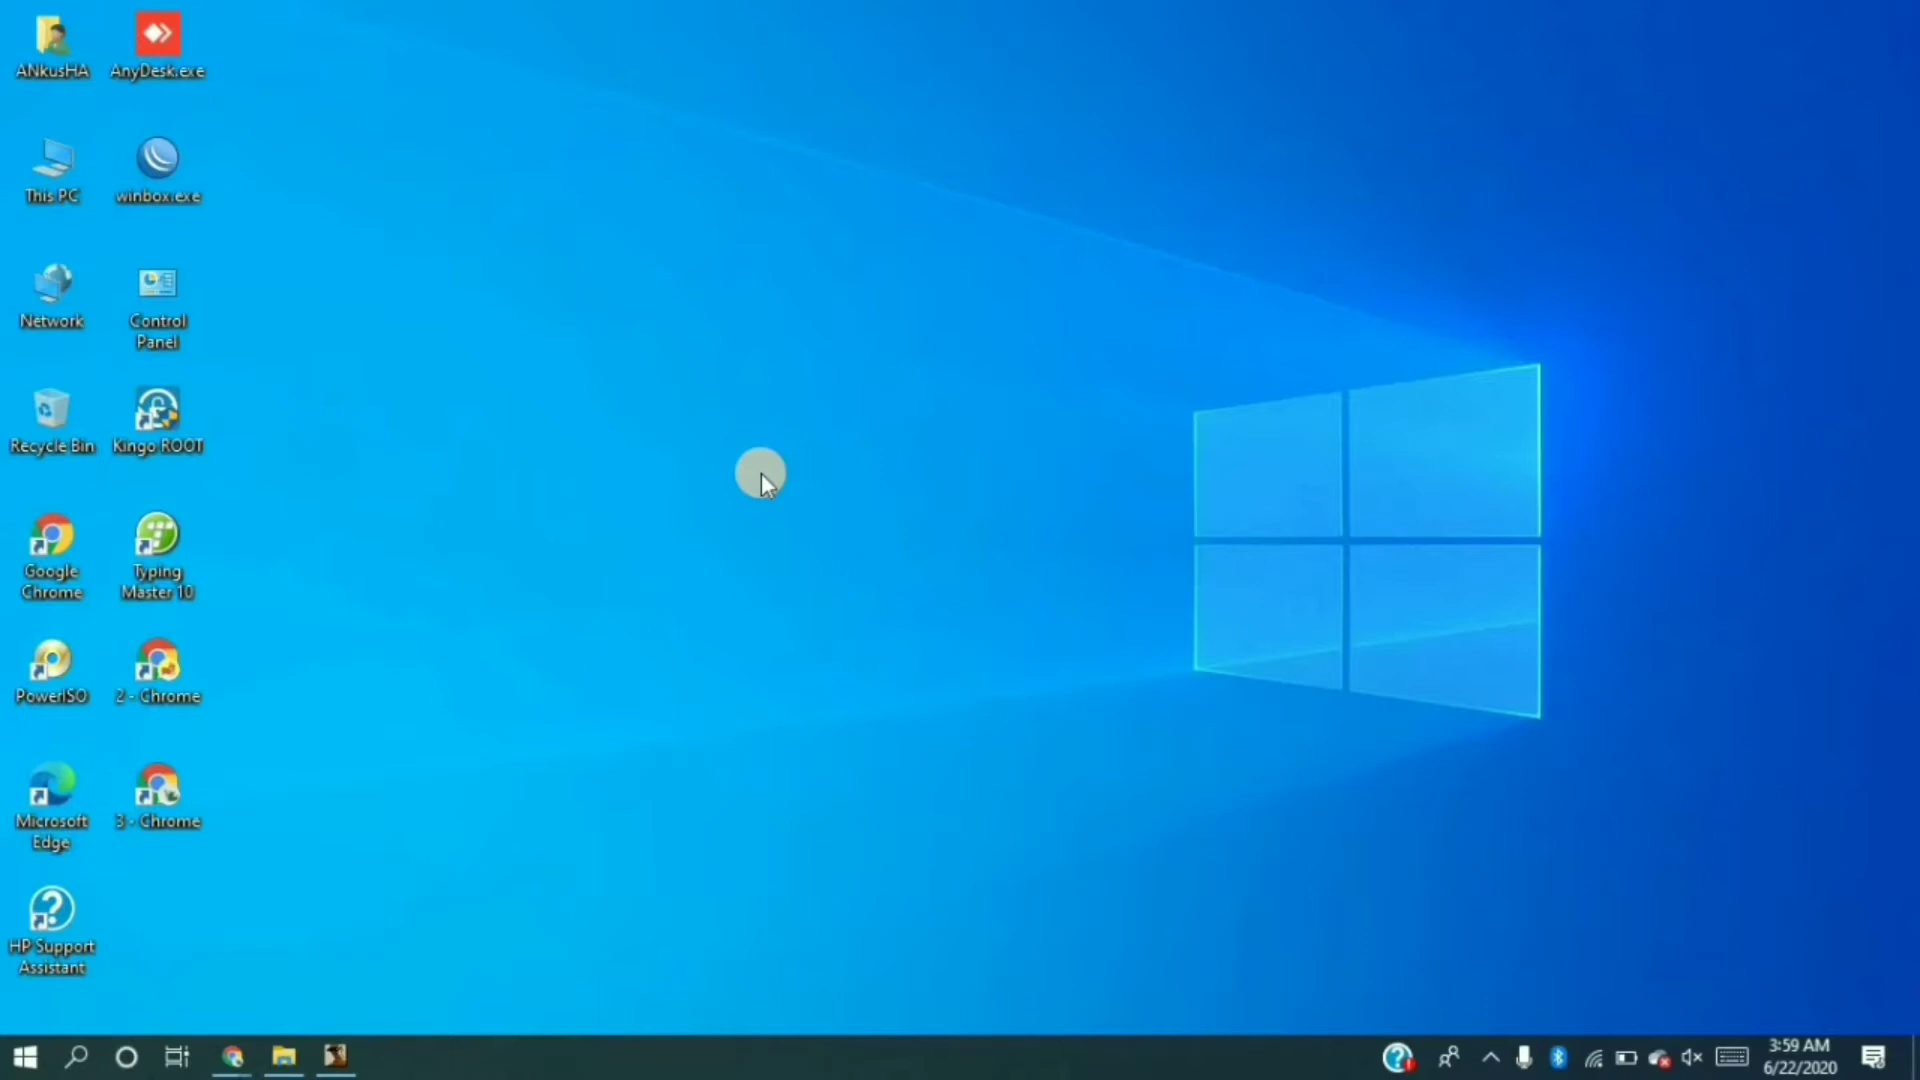 ANkusHA
AnyDesk.exe
This PC
winbox.exe
Network
Control
Panel
Recycle Bin
Kingo ROOT
Google
Chrome
Typing
Master 10
PowerISO
2 - Chrome
Microsoft
Edge
3 - Chrome
HP Support
Assistant
3:59 AM
6/22/2020